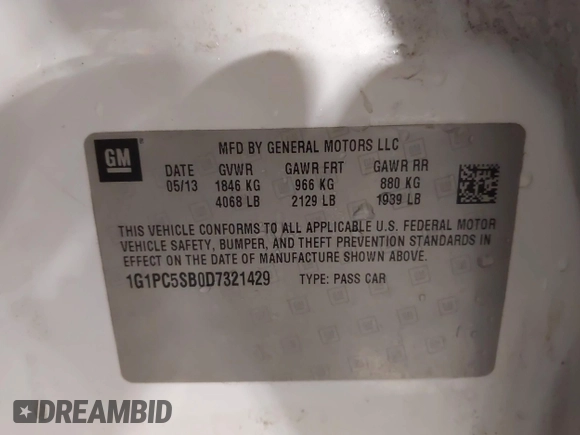 GM
MFD BY GENERAL MOTORS LLC
DATE GVWR GAWR FRT GAWR RR
05/13 1846 KG 966 KG 880 KG
4068 LB 2129 LB 1939 LB
THIS VEHICLE CONFORMS TO ALL APPLICABLE U.S. FEDERAL MOTOR
VEHICLE SAFETY, BUMPER, AND THEFT PREVENTION STANDARDS IN
EFFECT ON THE DATE OF MANUFACTURE SHOWN ABOVE.
1G1PC5SB0D7321429 TYPE: PASS CAR
DREAMBID